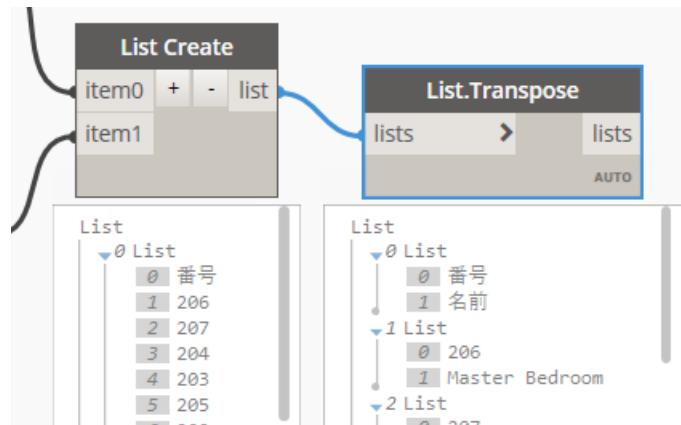 List Create
item0 + - list
item1
List.Transpose
lists > lists
AUTO
List
0 List
0 番号
1 206
2 207
3 204
4 203
5 205
List
0 List
0 番号
1 名前
1 List
0 206
1 Master Bedroom
2 List
0 207